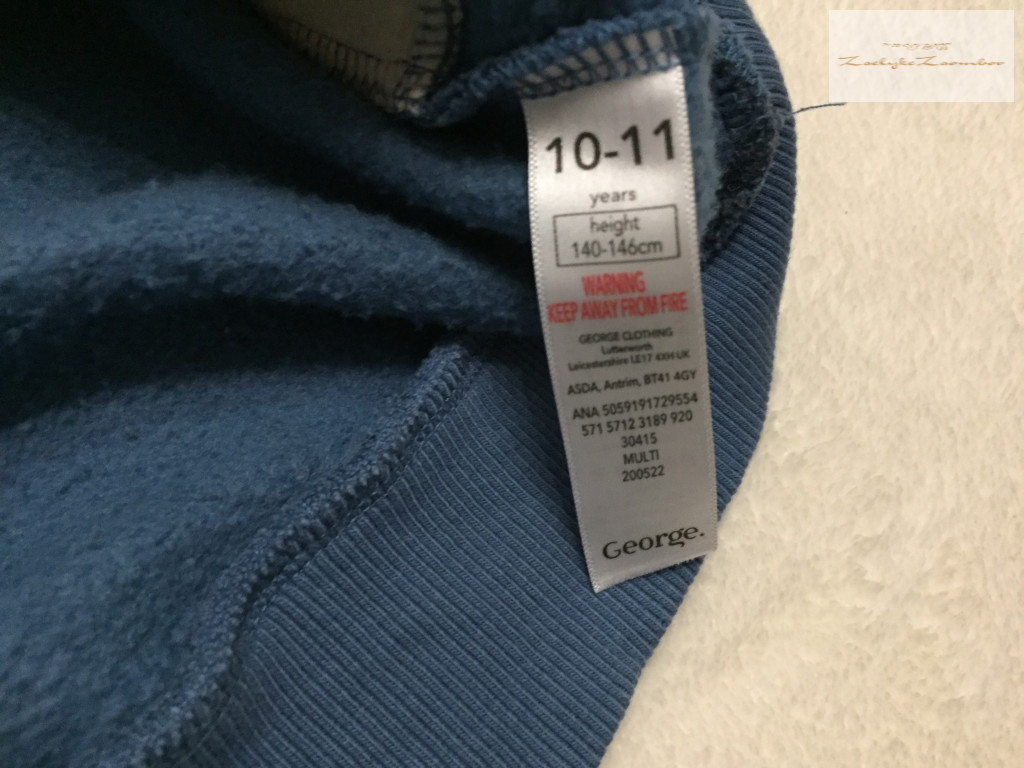 10-11
years
height
140-146cm
WARNING
KEEP AWAY FROM FIRE
GEORGE CLOTHING
Lutterworth
Leicestershire LE17 4XH UK
ASDA, Antrim, BT41 4GY
ANA 5059191729554
571 5712 3189 920
30415
MULTI
200522
George.